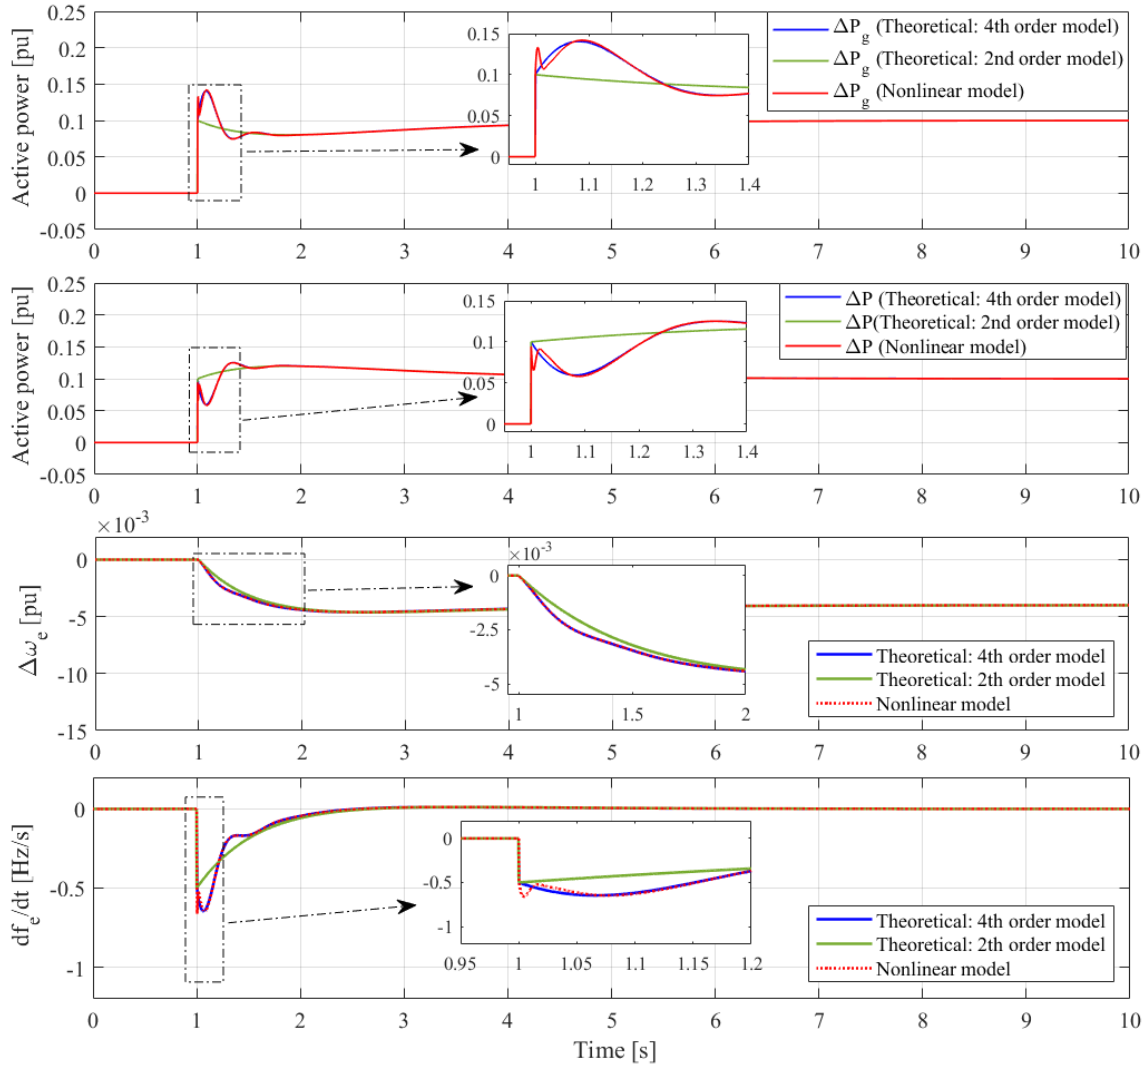 0.25
0.2
0.15
0.1
0.05
0
-0.05
Active power [pu]
0 1 2 3 4 5 6 7 8 9 10
0.15
0.1
0.05
0
1 1.1 1.2 1.3 1.4
ΔP_g (Theoretical: 4th order model)
ΔP_g (Theoretical: 2nd order model)
ΔP_g (Nonlinear model)
0.25
0.2
0.15
0.1
0.05
0
-0.05
Active power [pu]
0 1 2 3 4 5 6 7 8 9 10
0.15
0.1
0.05
0
1 1.1 1.2 1.3 1.4
ΔP (Theoretical: 4th order model)
ΔP(Theoretical: 2nd order model)
ΔP (Nonlinear model)
×10^-3
0
-5
-10
-15
Δω_e [pu]
0 1 2 3 4 5 6 7 8 9 10
×10^-3
0
-2.5
-5
1 1.5 2
Theoretical: 4th order model
Theoretical: 2th order model
Nonlinear model
0
-0.5
-1
df_e/dt [Hz/s]
0 1 2 3 4 5 6 7 8 9 10
0
-0.5
-1
0.95 1 1.05 1.1 1.15 1.2
Theoretical: 4th order model
Theoretical: 2th order model
Nonlinear model
Time [s]